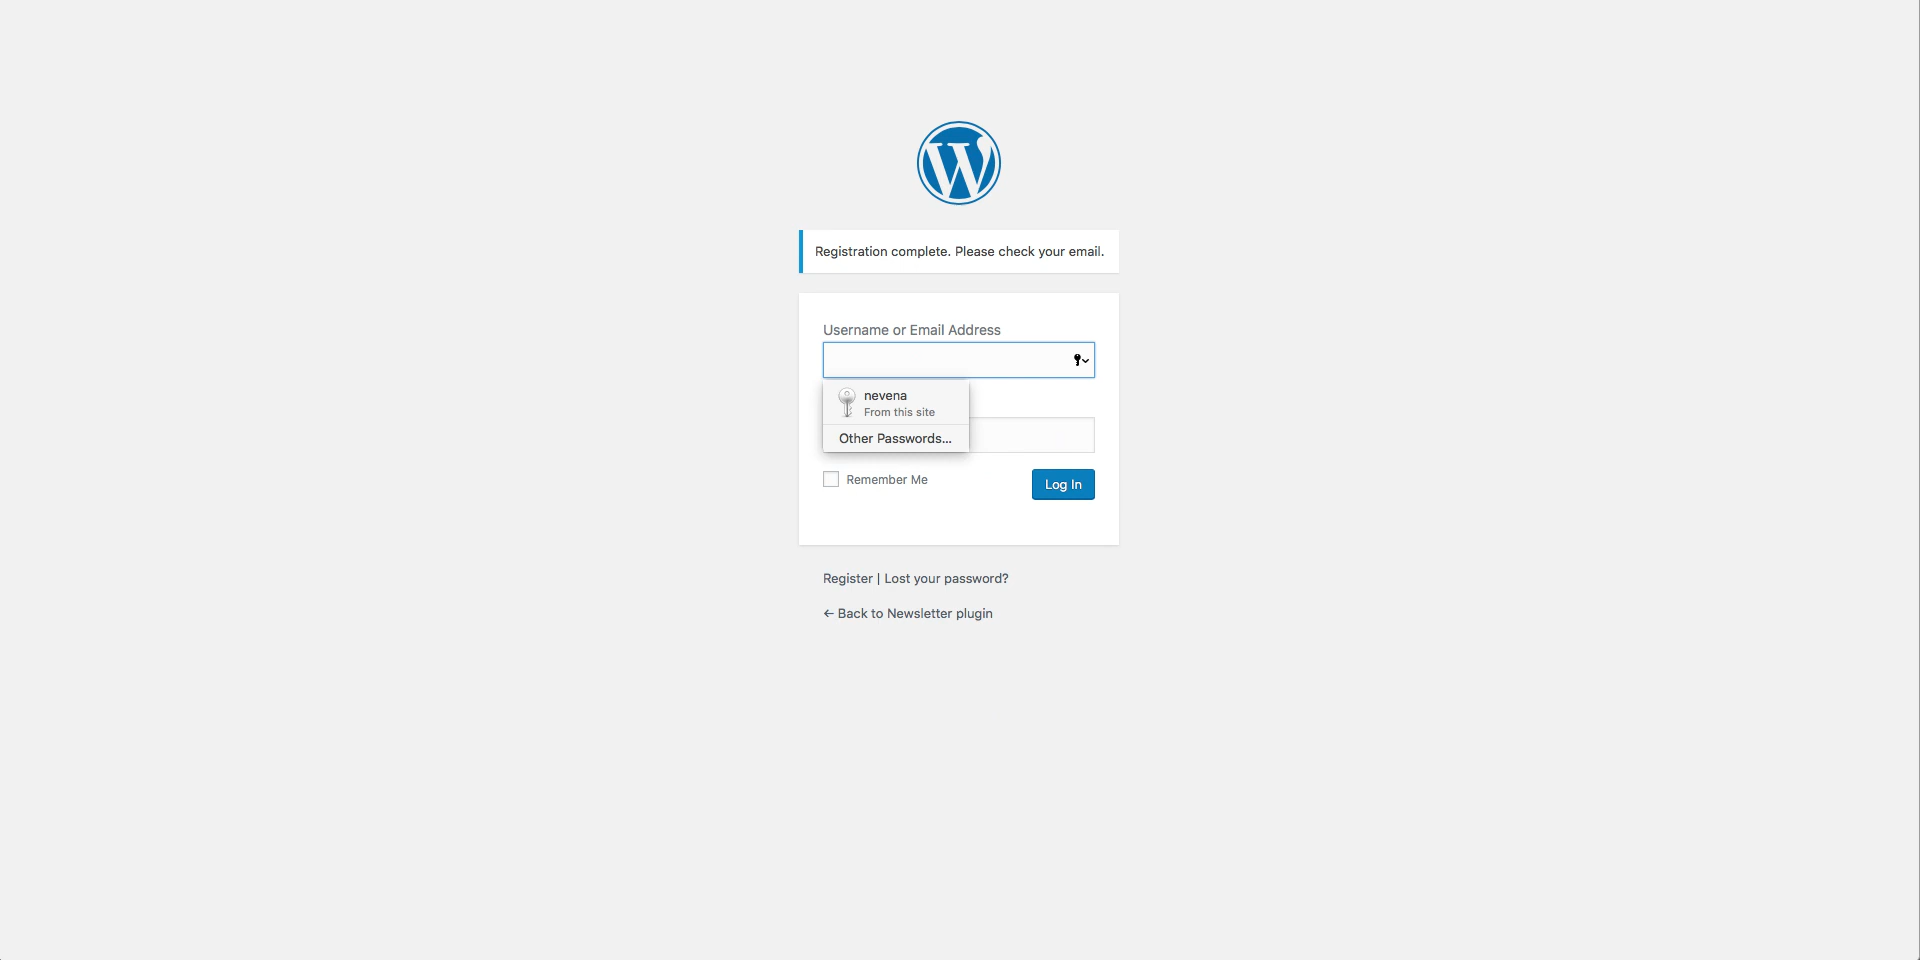 Registration complete. Please check your email.
Username or Email Address
nevena
From this site
Other Passwords...
Remember Me
Log In
Register | Lost your password?
← Back to Newsletter plugin